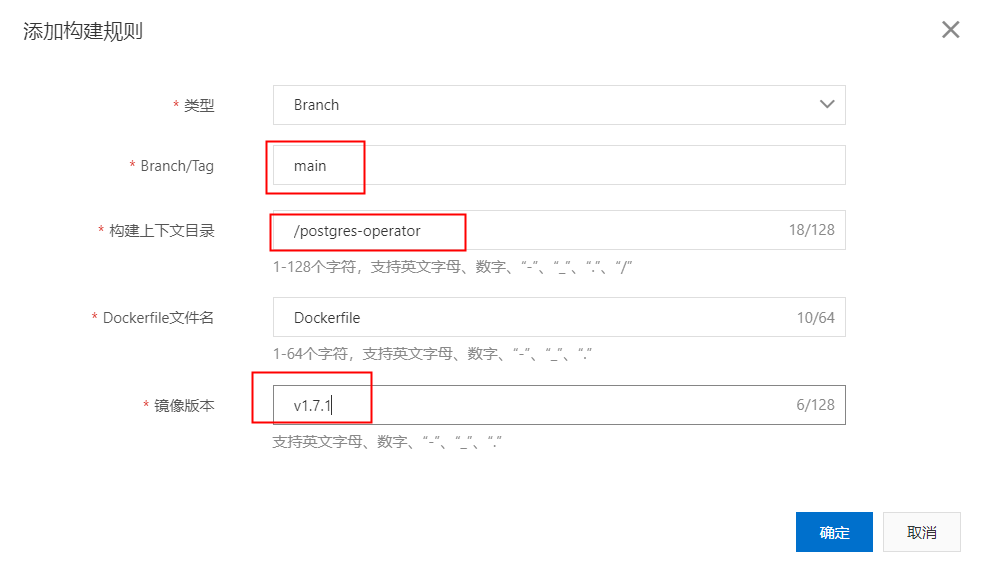 添加构建规则
* 类型
Branch
* Branch/Tag
main
* 构建上下文目录
/postgres-operator
18/128
1-128个字符，支持英文字母、数字、“-”、“_”、“.”、“/”
* Dockerfile文件名
Dockerfile
10/64
1-64个字符，支持英文字母、数字、“-”、“_”、“.”
* 镜像版本
v1.7.1
6/128
支持英文字母、数字、“-”、“_”、“.”
确定
取消